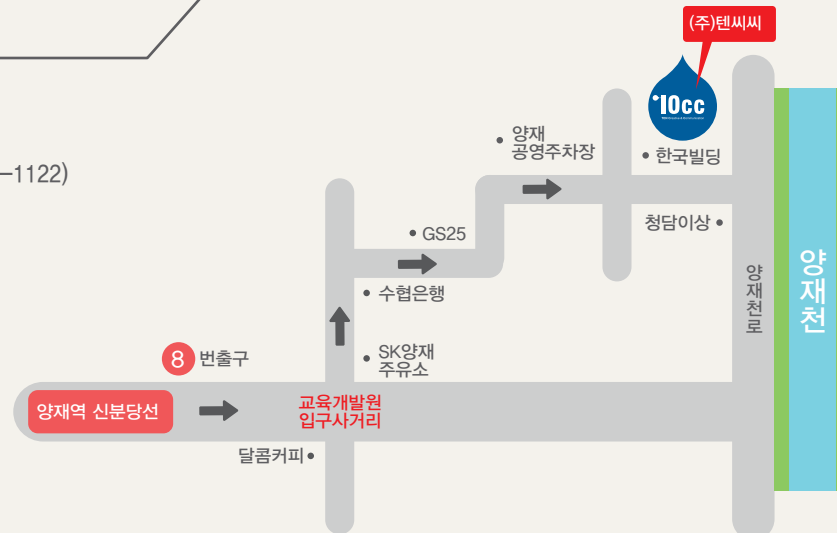 (주)텐씨씨
10cc
양재
공영주차장
한국빌딩
-1122)
청담이상
GS25
양재천
양재천로
수협은행
SK양재
주유소
8 번출구
양재역 신분당선
교육개발원
입구사거리
달콤커피